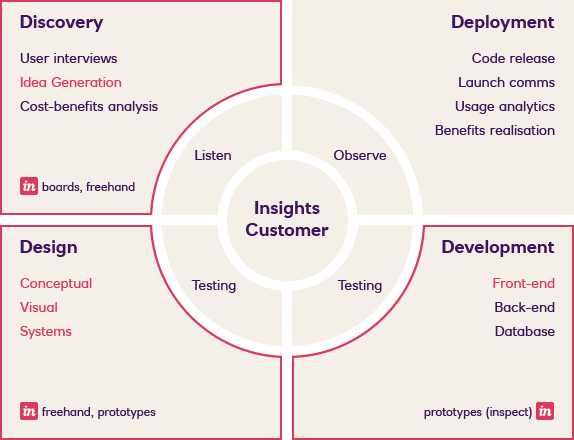 Discovery
User interviews
Idea Generation
Cost-benefits analysis
in boards, freehand
Listen
Deployment
Code release
Launch comms
Usage analytics
Benefits realisation
Observe
Insights
Customer
Design
Conceptual
Visual
Systems
in freehand, prototypes
Testing
Development
Front-end
Back-end
Database
Testing
prototypes (inspect) in